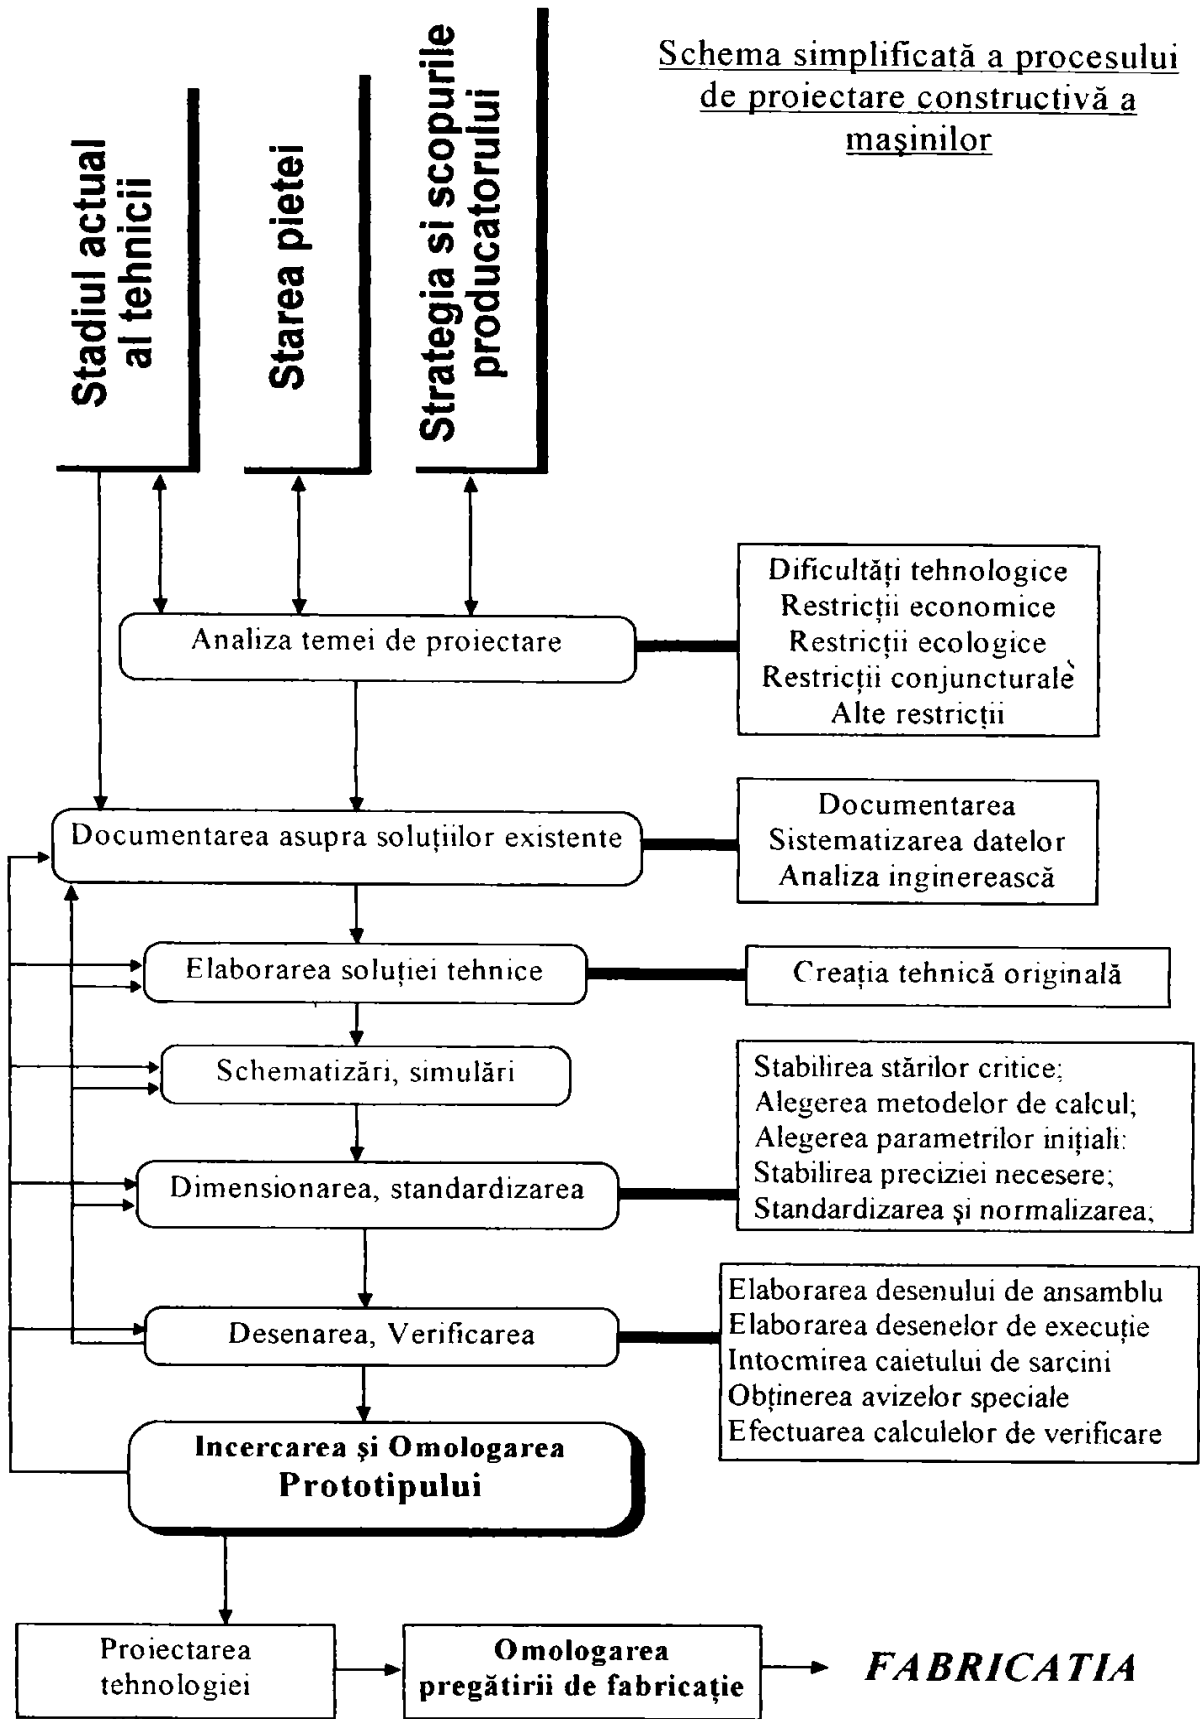 Schema simplificată a procesului
de proiectare constructivă a
maşinilor
Stadiul actual
al tehnicii
Starea pietei
Strategia si scopurile
producatorului
Analiza temei de proiectare
Dificultăţi tehnologice
Restricţii economice
Restricţii ecologice
Restricţii conjuncturale
Alte restricţii
Documentarea asupra soluţiilor existente
Documentarea
Sistematizarea datelor
Analiza inginerească
Elaborarea soluţiei tehnice
Creaţia tehnică originală
Schematizări, simulări
Dimensionarea, standardizarea
Stabilirea stărilor critice;
Alegerea metodelor de calcul;
Alegerea parametrilor iniţiali:
Stabilirea preciziei necesere;
Standardizarea şi normalizarea;
Desenarea, Verificarea
Elaborarea desenului de ansamblu
Elaborarea desenelor de execuţie
Intocmirea caietului de sarcini
Obţinerea avizelor speciale
Efectuarea calculelor de verificare
Incercarea şi Omologarea
Prototipului
Proiectarea
tehnologiei
Omologarea
pregătirii de fabricaţie
FABRICATIA